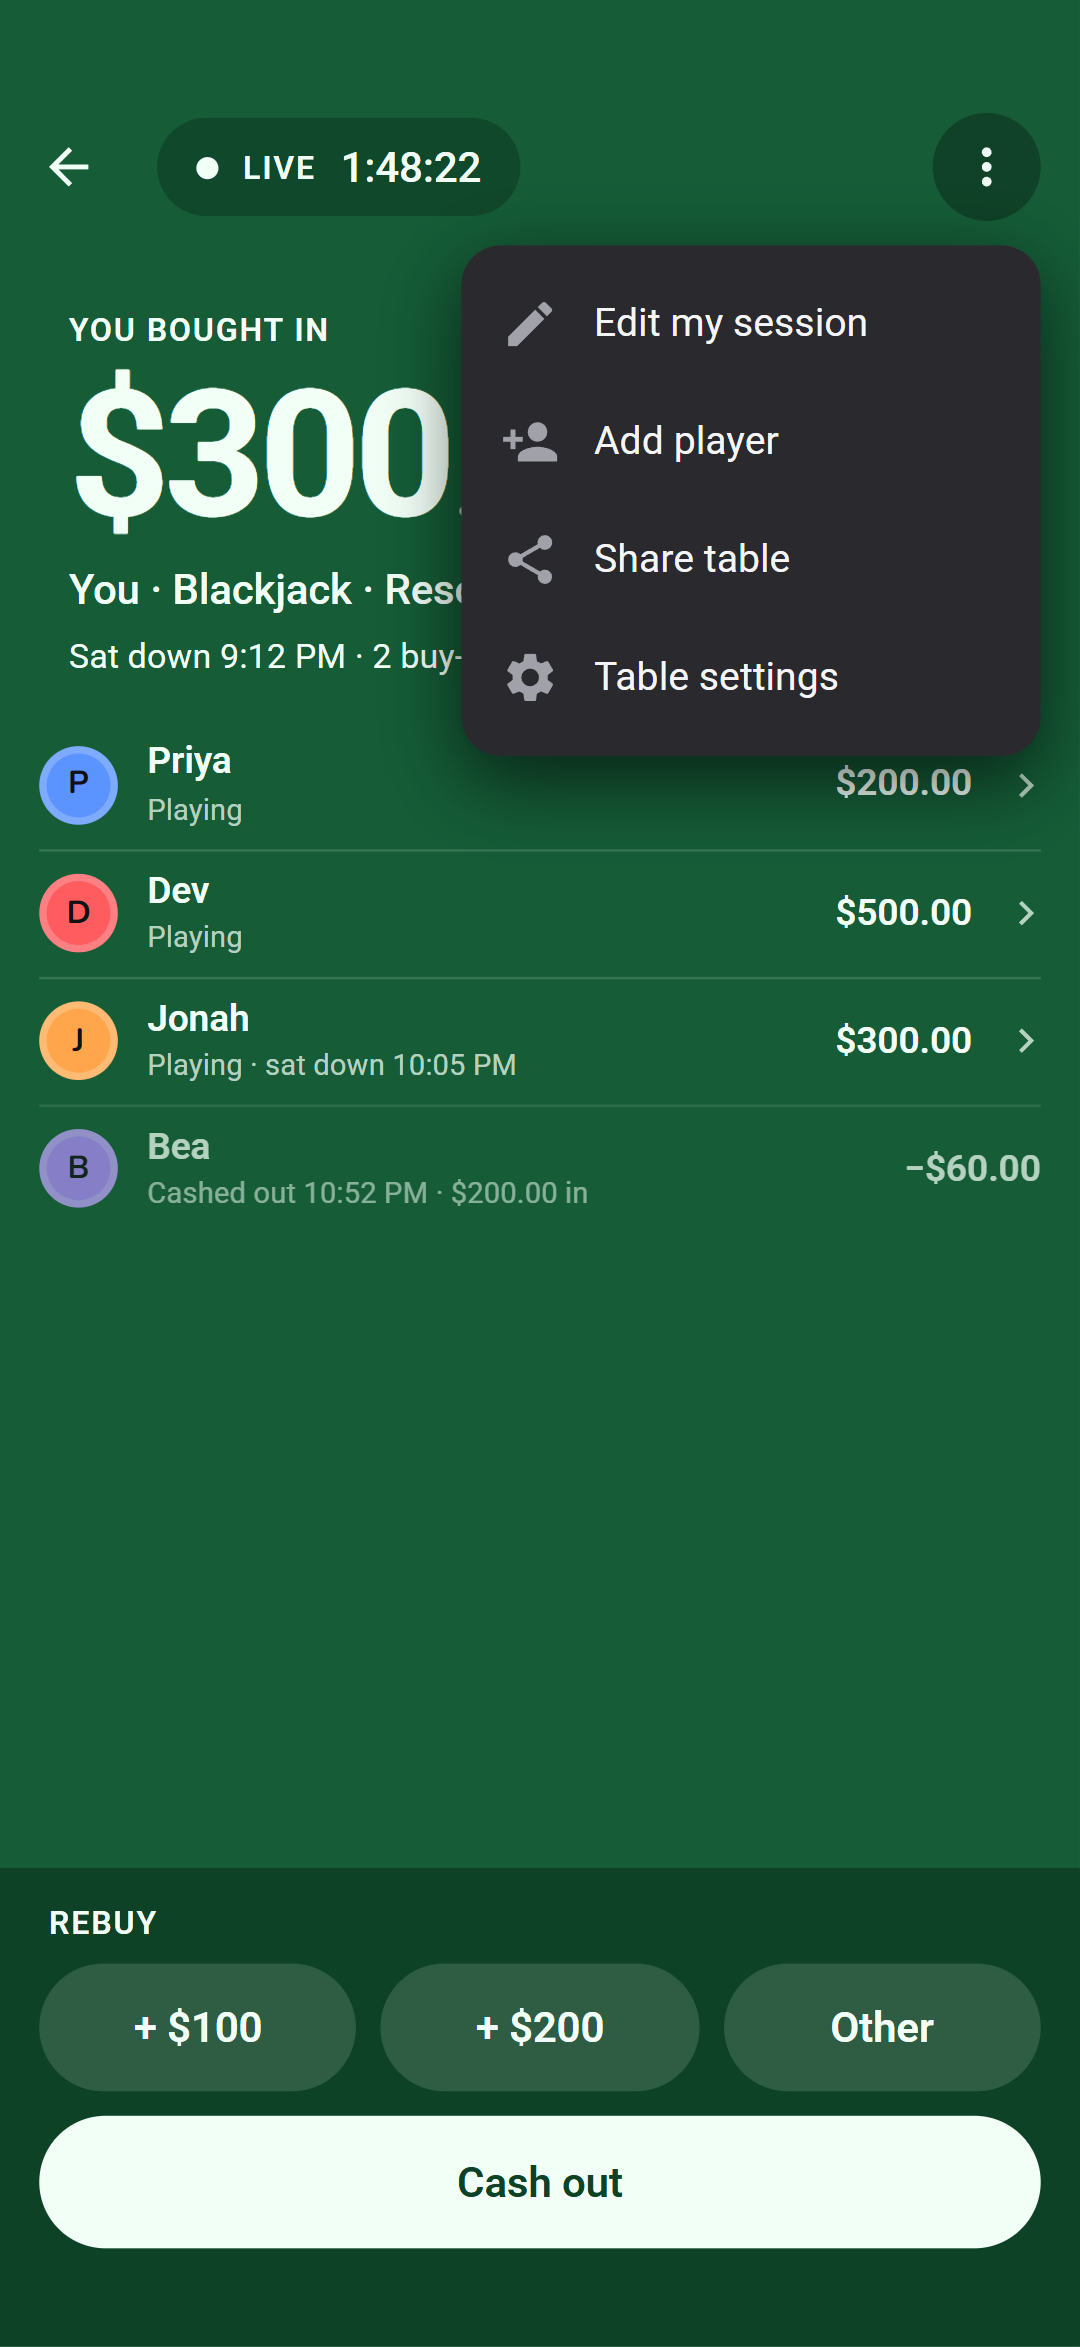 LIVE 1:48:22
Edit my session
Add player
Share table
Table settings
YOU BOUGHT IN
$300
You · Blackjack ·
Sat down 9:12 PM · 2 buy-
P
Priya
Playing
$200.00
D
Dev
Playing
$500.00
J
Jonah
Playing · sat down 10:05 PM
$300.00
B
Bea
Cashed out 10:52 PM · $200.00 in
−$60.00
REBUY
+ $100
+ $200
Other
Cash out